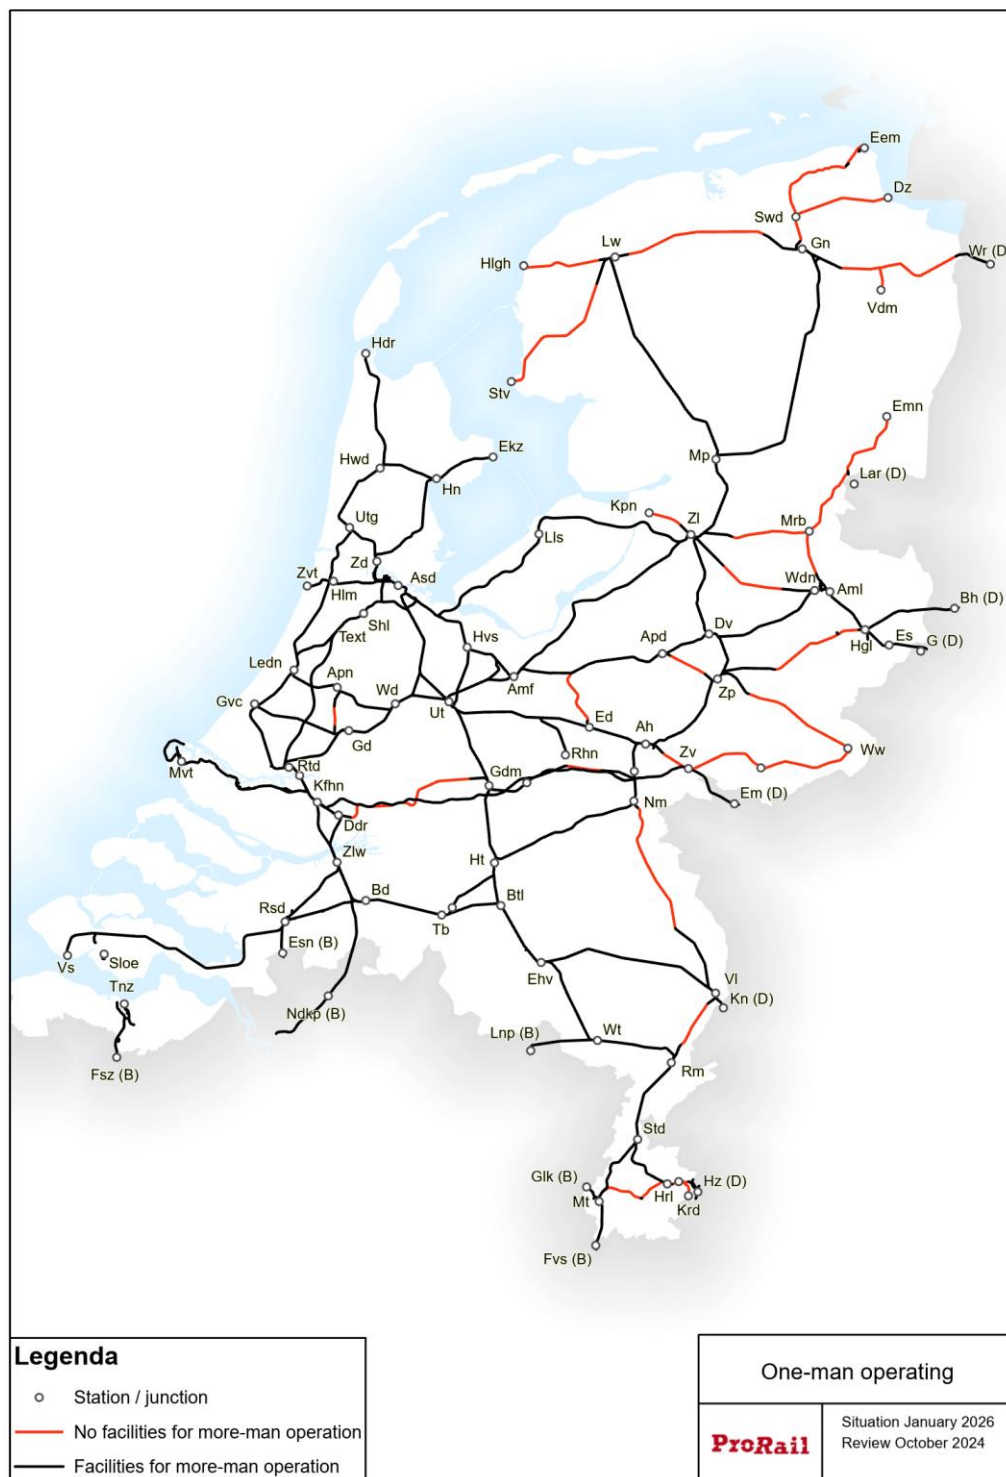 Eem
Dz
Swd
Gn
Lw
Wr (D
Hlgh
Vdm
Hdr
Stv
Emn
Ekz
Mp
Hwd
Lar (D)
Hn
Kpn
Zl
Mrb
Utg
Lls
Zd
Asd
Zvt
Hlm
Wdn
Aml
Bh (D)
Shl
Text
Hvs
Apd
Dv
Hgl
Es
G (D)
Ledn
Apn
Amf
Zp
Gvc
Wd
Ut
Ed
Ah
Gd
Rhn
Zv
Ww
Mvt
Rtd
Kfhn
Gdm
Em (D)
Nm
Ddr
Zlw
Ht
Bd
Btl
Rsd
Tb
Esn (B)
Vs
Sloe
Ehv
Tnz
Vl
Kn (D)
Ndkp (B)
Lnp (B)
Wt
Fsz (B)
Rm
Std
Glk (B)
Hz (D)
Hrl
Mt
Krd
Fvs (B)
Legenda
Station / junction
No facilities for more-man operation
Facilities for more-man operation
One-man operating
ProRail
Situation January 2026
Review October 2024